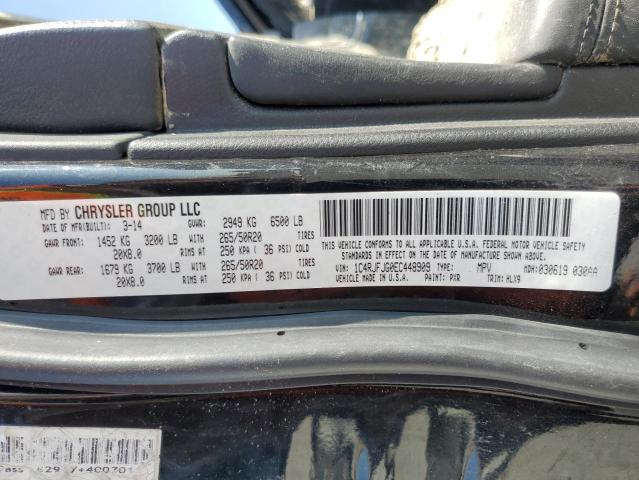 MFD BY CHRYSLER GROUP LLC
DATE OF MFR(BUILT): 3-14 GVWR: 2949 KG 6500 LB
GAWR FRONT: 1452 KG 3200 LB WITH 265/50R20 TIRES
20X8.0 RIMS AT 250 KPA ( 36 PSI) COLD
GAWR REAR: 1679 KG 3700 LB WITH 265/50R20 TIRES
20X8.0 RIMS AT 250 KPA ( 36 PSI) COLD
THIS VEHICLE CONFORMS TO ALL APPLICABLE U.S.A. FEDERAL MOTOR VEHICLE SAFETY
STANDARDS IN EFFECT ON THE DATE OF MANUFACTURE SHOWN ABOVE.
VIN: 1C4RJFJG0EC448909 TYPE: MPV MDH:030619 030AA
VEHICLE MADE IN U.S.A. PAINT: PXR TRIM: HLX9